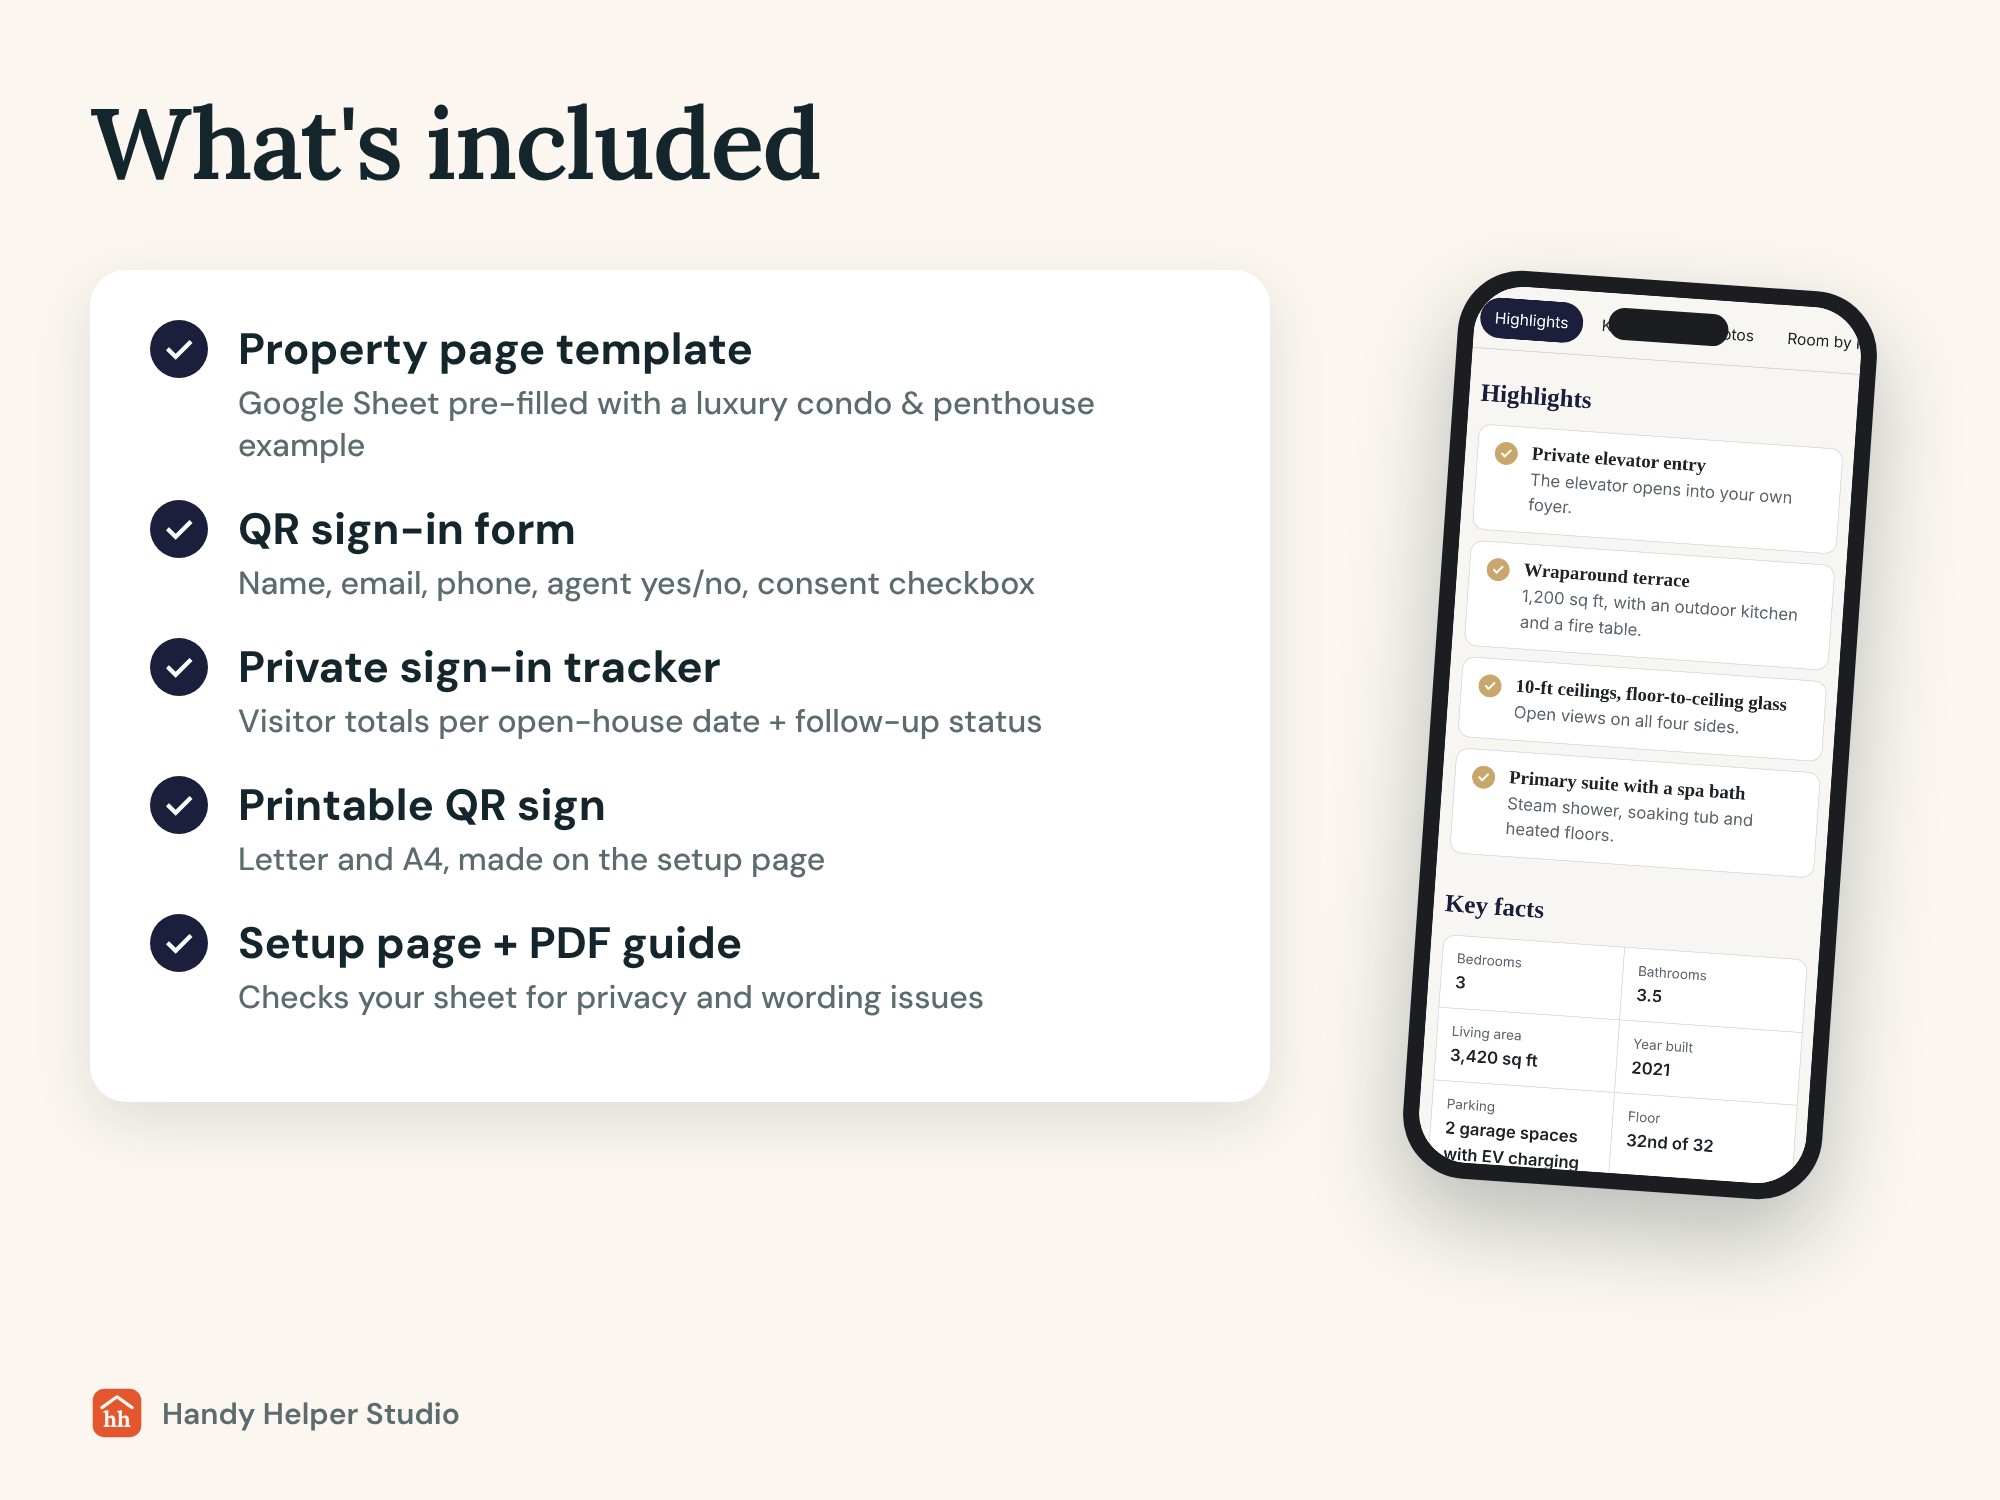 What's included
Property page template
Google Sheet pre-filled with a luxury condo & penthouse
example
QR sign-in form
Name, email, phone, agent yes/no, consent checkbox
Private sign-in tracker
Visitor totals per open-house date + follow-up status
Printable QR sign
Letter and A4, made on the setup page
Setup page + PDF guide
Checks your sheet for privacy and wording issues
Highlights
Room by
Highlights
Private elevator entry
The elevator opens into your own
foyer.
Wraparound terrace
1,200 sq ft, with an outdoor kitchen
and a fire table.
10-ft ceilings, floor-to-ceiling glass
Open views on all four sides.
Primary suite with a spa bath
Steam shower, soaking tub and
heated floors.
Key facts
Bedrooms
3
Bathrooms
3.5
Living area
3,420 sq ft
Year built
2021
Parking
2 garage spaces
with EV charging
Floor
32nd of 32
hh
Handy Helper Studio